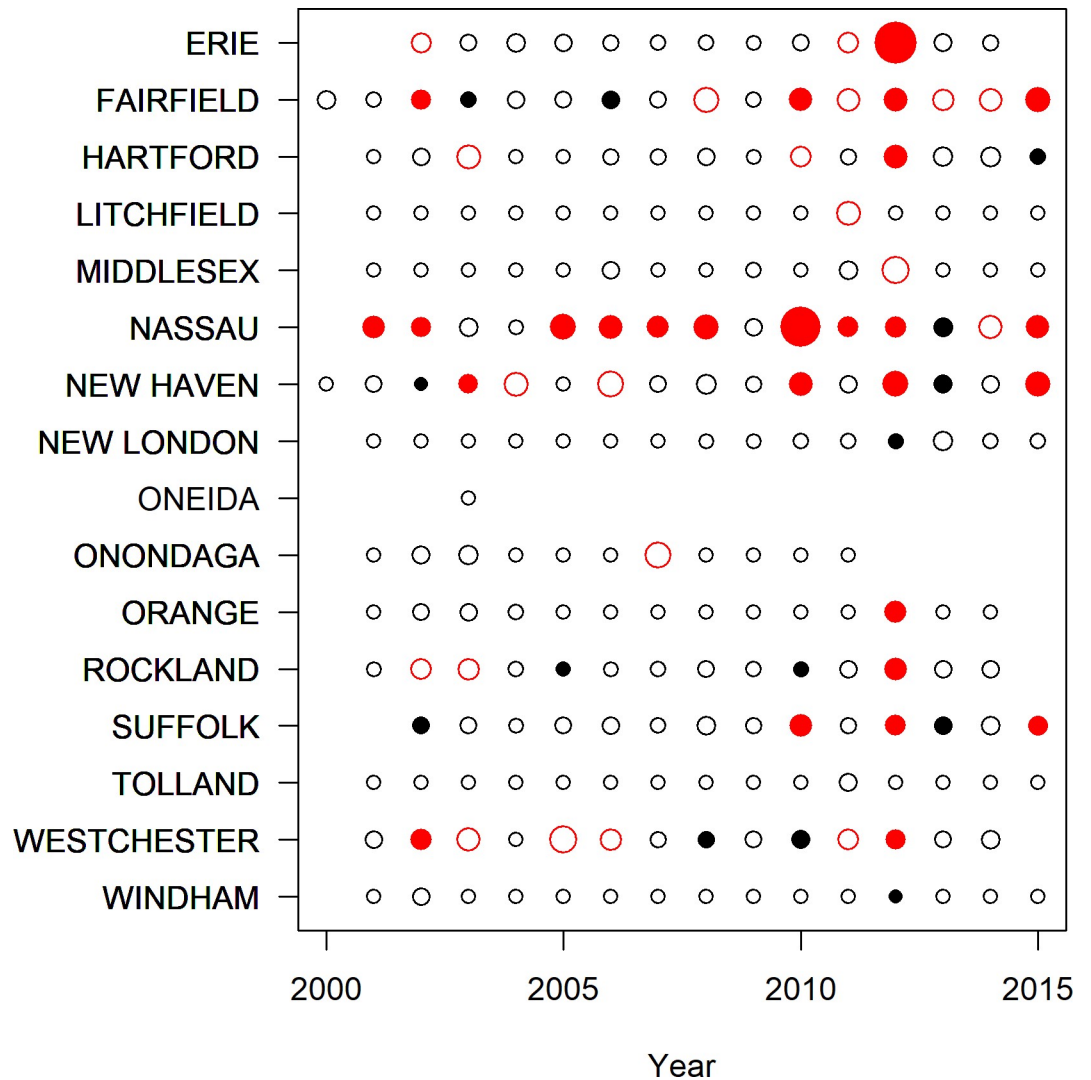 ERIE
FAIRFIELD
HARTFORD
LITCHFIELD
MIDDLESEX
NASSAU
NEW HAVEN
NEW LONDON
ONEIDA
ONONDAGA
ORANGE
ROCKLAND
SUFFOLK
TOLLAND
WESTCHESTER
WINDHAM
2000 2005 2010 2015
Year